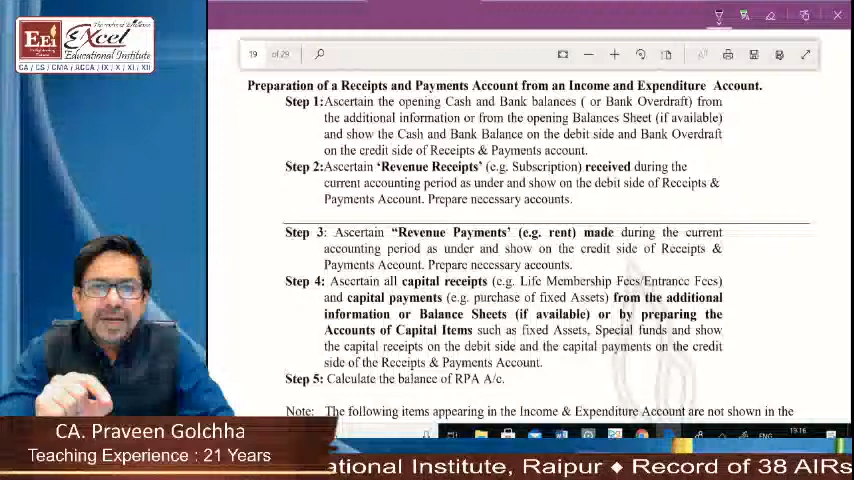 EEi
Excel
Educational Institute
CA / CS / CMA / ACCA / IX / X / XI / XII
19 of 29
Preparation of a Receipts and Payments Account from an Income and Expenditure Account.
Step 1:Ascertain the opening Cash and Bank balances ( or Bank Overdraft) from
the additional information or from the opening Balances Sheet (if available)
and show the Cash and Bank Balance on the debit side and Bank Overdraft
on the credit side of Receipts & Payments account.
Step 2:Ascertain ‘Revenue Receipts’ (e.g. Subscription) received during the
current accounting period as under and show on the debit side of Receipts &
Payments Account. Prepare necessary accounts.
Step 3: Ascertain “Revenue Payments’ (e.g. rent) made during the current
accounting period as under and show on the credit side of Receipts &
Payments Account. Prepare necessary accounts.
Step 4: Ascertain all capital receipts (e.g. Life Membership Fees/Entrance Fees)
and capital payments (e.g. purchase of fixed Assets) from the additional
information or Balance Sheets (if available) or by preparing the
Accounts of Capital Items such as fixed Assets, Special funds and show
the capital receipts on the debit side and the capital payments on the credit
side of the Receipts & Payments Account.
Step 5: Calculate the balance of RPA A/c.
Note: The following items appearing in the Income & Expenditure Account are not shown in the
ENG
19:16
CA. Praveen Golchha
Teaching Experience : 21 Years
ational Institute, Raipur ♦ Record of 38 AIRs